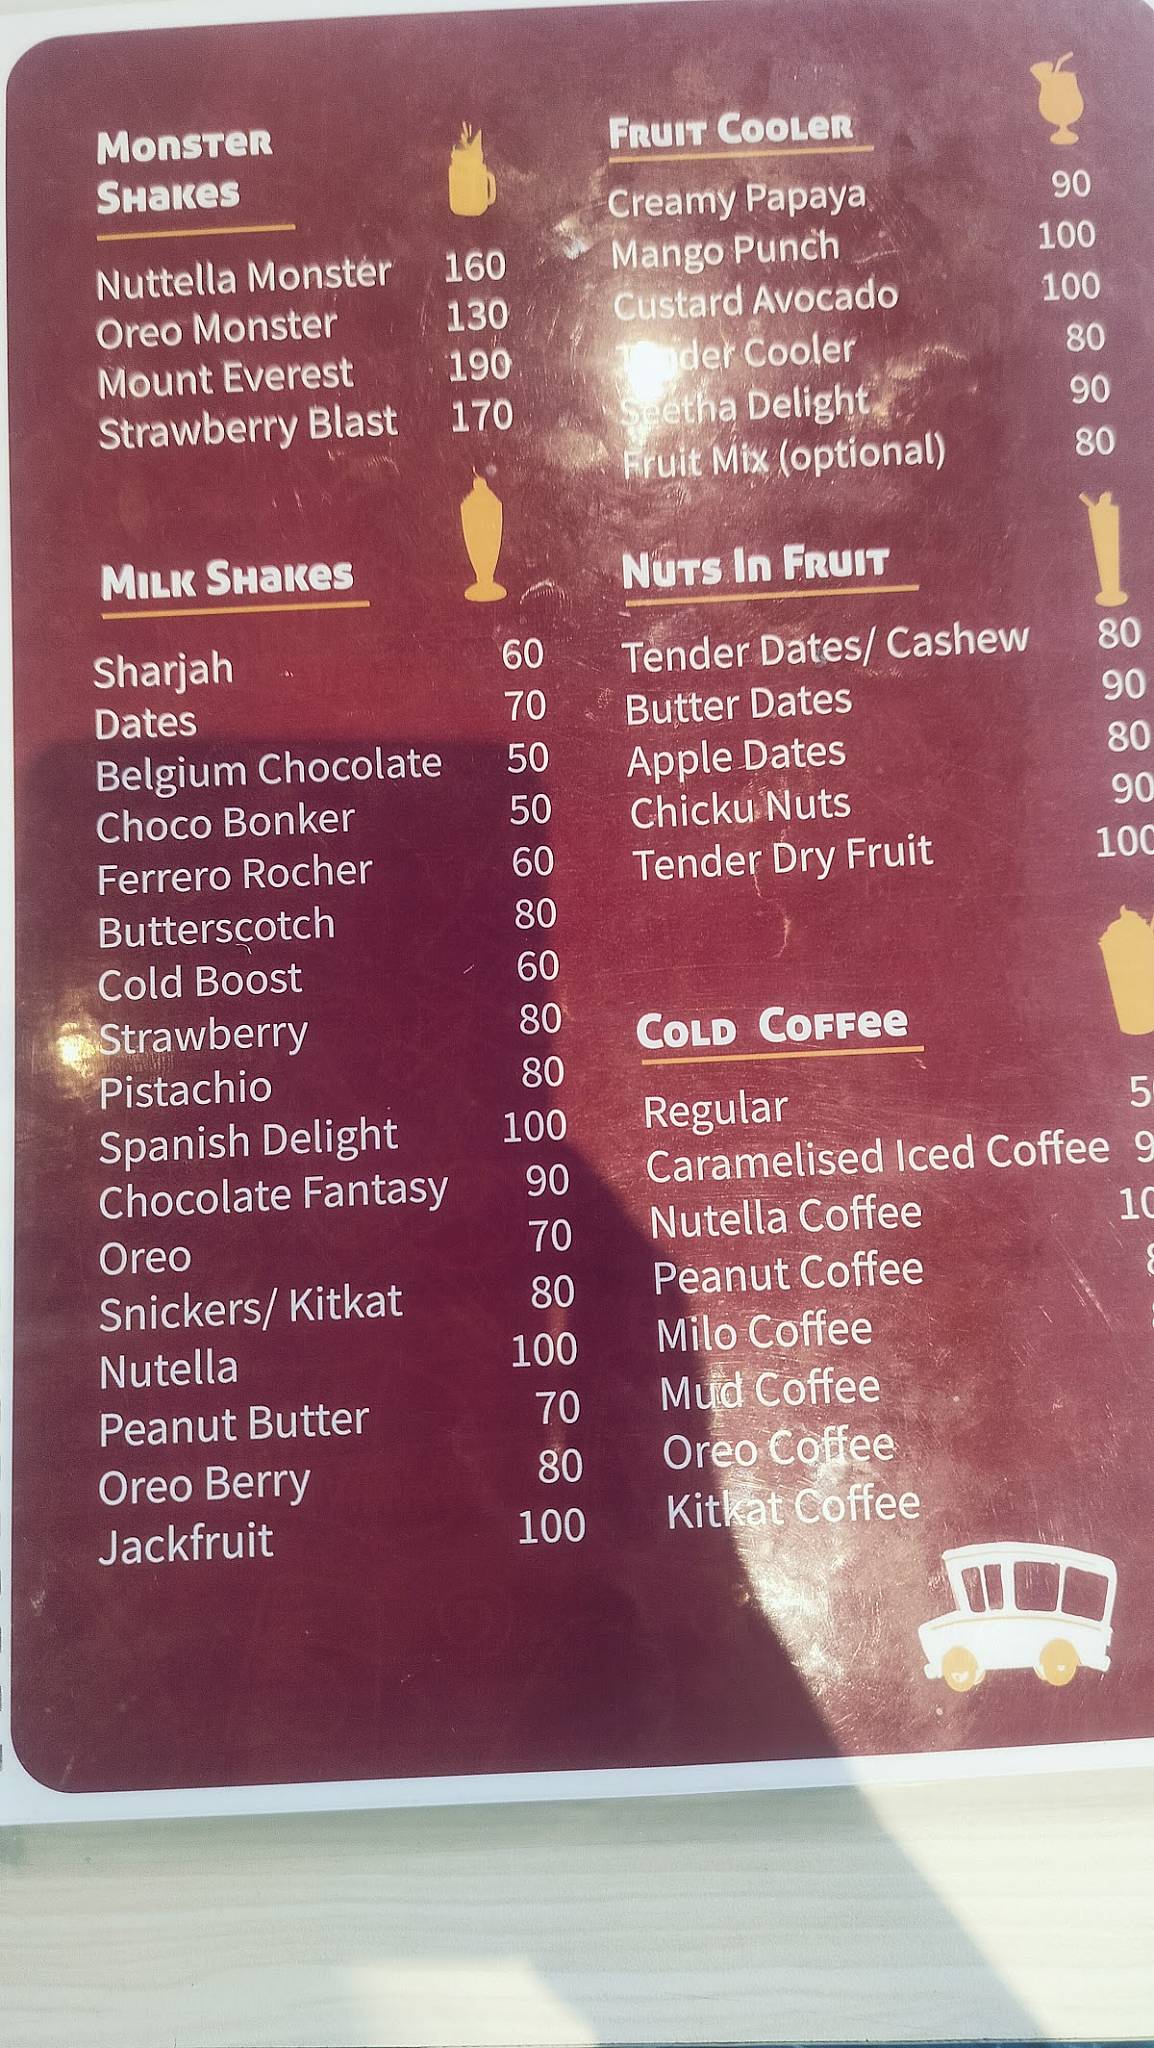 Monster
Shakes
Nuttella Monster 160
Oreo Monster 130
Mount Everest 190
Strawberry Blast 170
Milk Shakes
Sharjah 60
Dates 70
Belgium Chocolate 50
Choco Bonker 50
Ferrero Rocher 60
Butterscotch 80
Cold Boost 60
Strawberry 80
Pistachio 80
Spanish Delight 100
Chocolate Fantasy 90
Oreo 70
Snickers/ Kitkat 80
Nutella 100
Peanut Butter 70
Oreo Berry 80
Jackfruit 100
Fruit Cooler
Creamy Papaya 90
Mango Punch 100
Custard Avocado 100
Cooler 80
Seetha Delight 90
Fruit Mix (optional) 80
Nuts In Fruit
Tender Dates/ Cashew 80
Butter Dates 90
Apple Dates 80
Chicku Nuts 90
Tender Dry Fruit 100
Cold Coffee
Regular
Caramelised Iced Coffee
Nutella Coffee
Peanut Coffee
Milo Coffee
Mud Coffee
Oreo Coffee
Kitkat Coffee